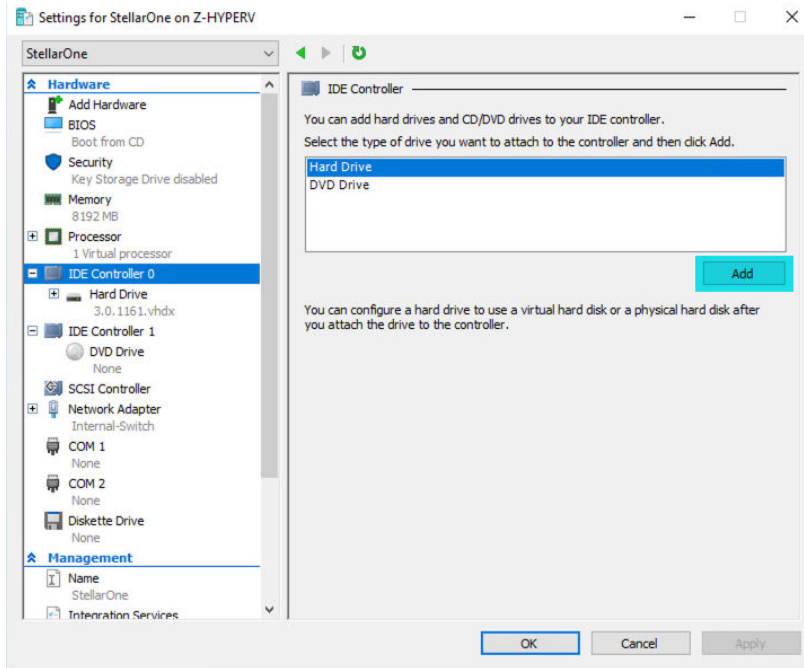 Settings for StellarOne on Z-HYPERV
StellarOne
Hardware
Add Hardware
BIOS
Boot from CD
Security
Key Storage Drive disabled
Memory
8192 MB
Processor
1 Virtual processor
IDE Controller 0
Hard Drive
3.0.1161.vhdx
IDE Controller 1
DVD Drive
None
SCSI Controller
Network Adapter
Internal-Switch
COM 1
None
COM 2
None
Diskette Drive
None
Management
Name
StellarOne
Integration Services
IDE Controller
You can add hard drives and CD/DVD drives to your IDE controller.
Select the type of drive you want to attach to the controller and then click Add.
Hard Drive
DVD Drive
Add
You can configure a hard drive to use a virtual hard disk or a physical hard disk after
you attach the drive to the controller.
OK
Cancel
Apply